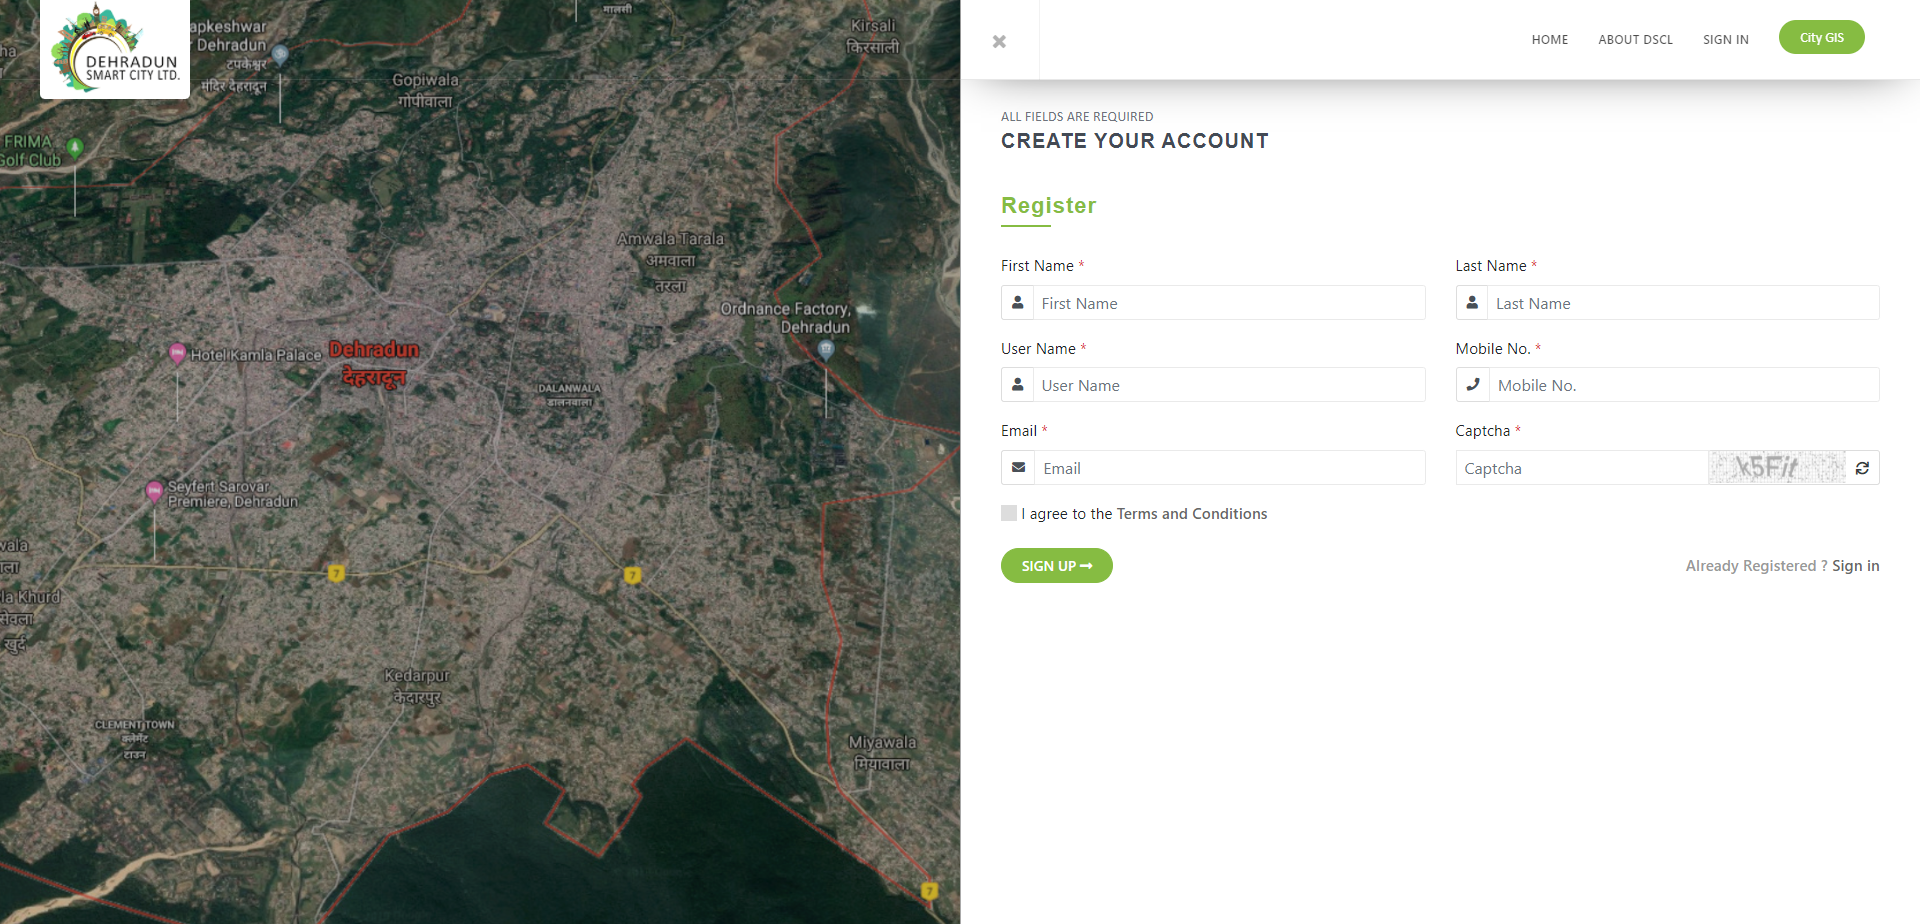 DEHRADUN
SMART CITY LTD.
HOME
ABOUT DSCL
SIGN IN
City GIS
ALL FIELDS ARE REQUIRED
CREATE YOUR ACCOUNT
Register
First Name *
First Name
Last Name *
Last Name
User Name *
User Name
Mobile No. *
Mobile No.
Email *
Email
Captcha *
Captcha
k5Fit
I agree to the Terms and Conditions
SIGN UP
Already Registered ? Sign in
apkeshwar
Dehradun
टपकेश्वर
मंदिर देहरादून
मालसी
Kirsali
किरसाली
Gopiwala
गोपीवाला
FRIMA
Golf Club
Amwala Tarala
अमवाला
तरला
Ordnance Factory,
Dehradun
Hotel Kamla Palace
Dehradun
देहरादून
DALANWALA
डालनवाला
Seyfert Sarovar
Premiere, Dehradun
wala
ला
7
7
la Khurd
सेवला
खुर्द
Kedarpur
केदारपुर
CLEMENT TOWN
क्लेमेंट
टाउन
Miyawala
मियांवाला
7